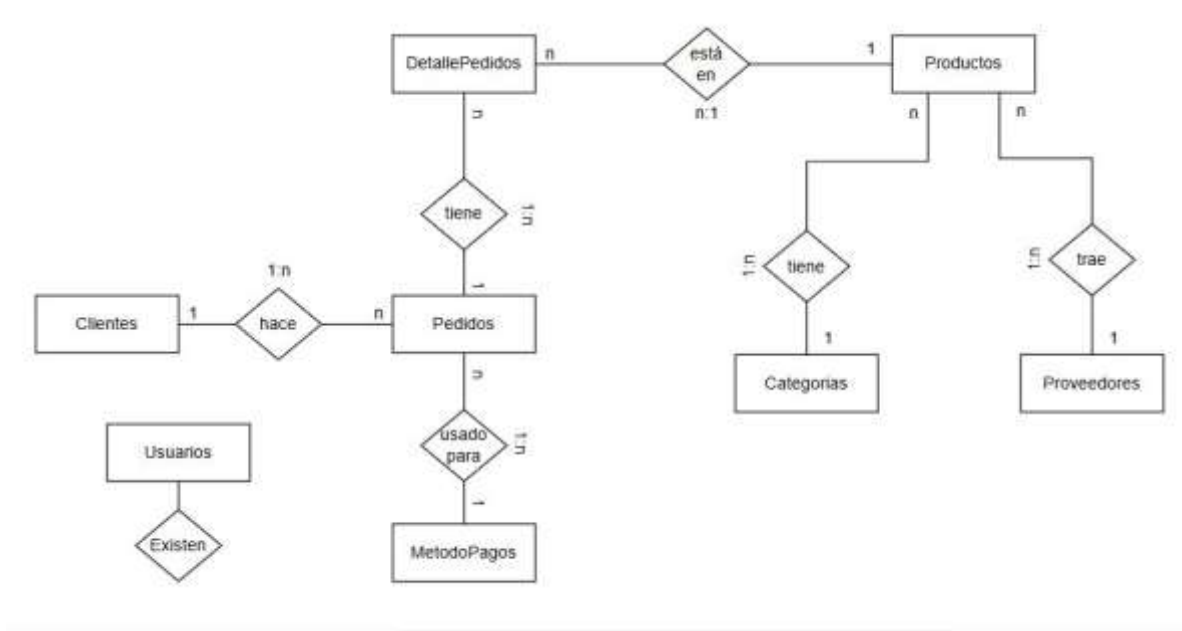 DetallePedidos
n
está
en
n:1
1
Productos
n
n
n
tiene
1:n
1
1:n
tiene
1
Categorias
1:n
trae
1
Proveedores
Clientes
1
1:n
hace
n
Pedidos
n
usado
para
1:n
1
MetodoPagos
Usuarios
Existen